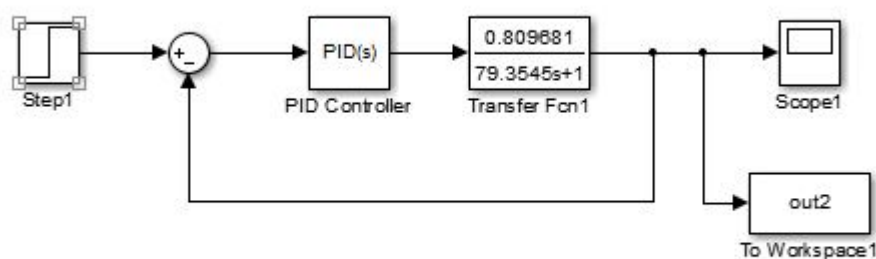 Step1
+
-
PID(s)
PID Controller
0.809681
79.3545s+1
Transfer Fcn1
Scope1
out2
To Workspace1